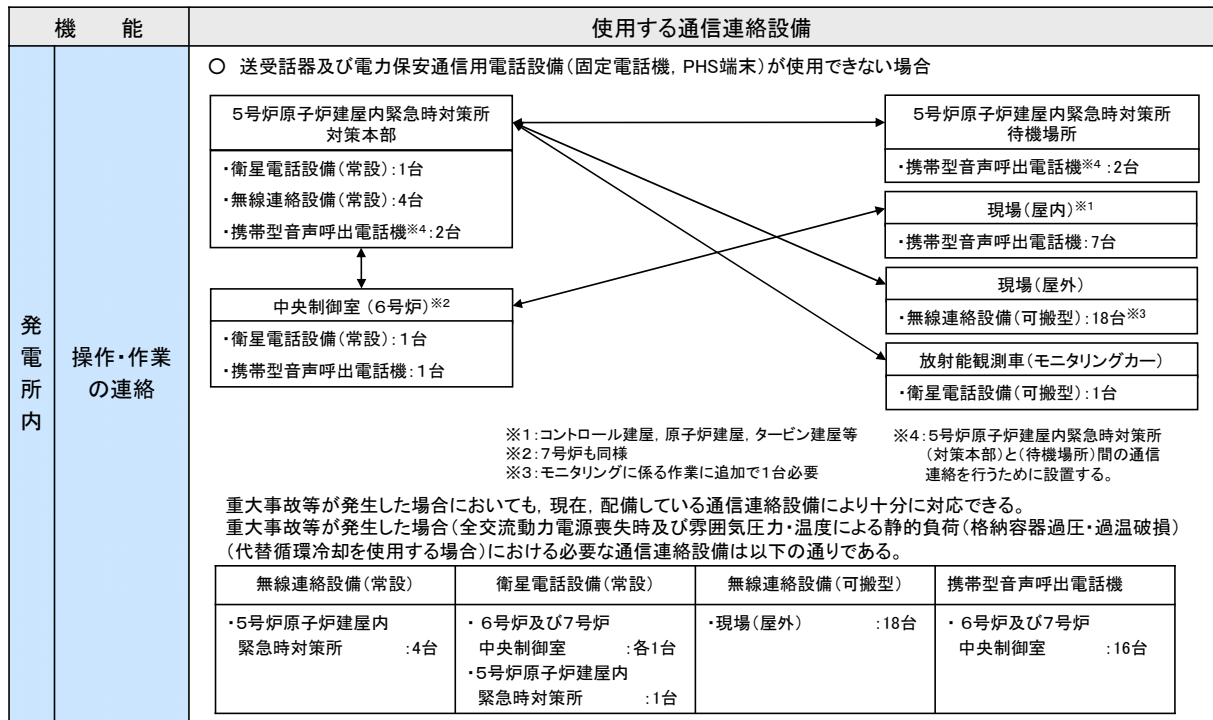 機　能
使用する通信連絡設備
発電所内
操作・作業
の連絡
○ 送受話器及び電力保安通信用電話設備(固定電話機，PHS端末)が使用できない場合
5号炉原子炉建屋内緊急時対策所
対策本部
・衛星電話設備(常設)：1台
・無線連絡設備(常設)：4台
・携帯型音声呼出電話機※4：2台
中央制御室(6号炉)※2
・衛星電話設備(常設)：1台
・携帯型音声呼出電話機：1台
5号炉原子炉建屋内緊急時対策所
待機場所
・携帯型音声呼出電話機※4：2台
現場(屋内)※1
・携帯型音声呼出電話機：7台
現場(屋外)
・無線連絡設備(可搬型)：18台※3
放射能観測車(モニタリングカー)
・衛星電話設備(可搬型)：1台
※1：コントロール建屋，原子炉建屋，タービン建屋等
※2：7号炉も同様
※3：モニタリングに係る作業に追加で1台必要
※4：5号炉原子炉建屋内緊急時対策所
(対策本部)と(待機場所)間の通信
連絡を行うために設置する。
重大事故等が発生した場合においても，現在，配備している通信連絡設備により十分に対応できる。
重大事故等が発生した場合(全交流動力電源喪失時及び雰囲気圧力・温度による静的負荷(格納容器過圧・過温破損)
(代替循環冷却を使用する場合)における必要な通信連絡設備は以下の通りである。
無線連絡設備(常設)
衛星電話設備(常設)
無線連絡設備(可搬型)
携帯型音声呼出電話機
・5号炉原子炉建屋内
緊急時対策所　：4台
・6号炉及び7号炉
中央制御室　：各1台
・5号炉原子炉建屋内
緊急時対策所　：1台
・現場(屋外)　：18台
・6号炉及び7号炉
中央制御室　：16台